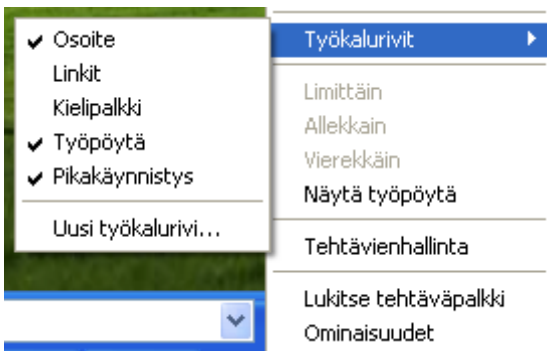 Osoite
Linkit
Kielipalkki
Työpöytä
Pikakäynnistys
Uusi työkalurivi...
Työkalurivit
Limittäin
Allekkain
Vierekkäin
Näytä työpöytä
Tehtävienhallinta
Lukitse tehtäväpalkki
Ominaisuudet